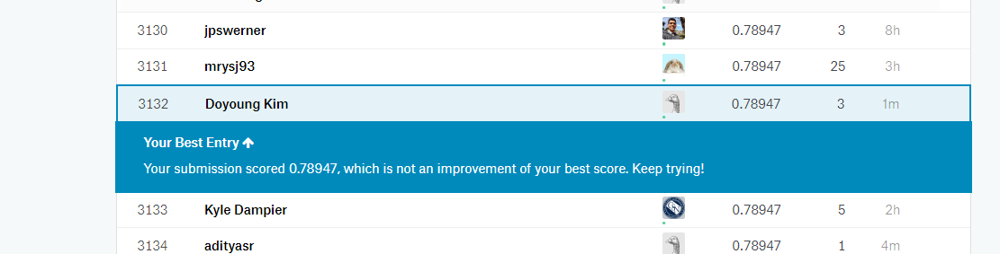 3130 jpswerner 0.78947 3 8h
3131 mrysj93 0.78947 25 3h
3132 Doyoung Kim 0.78947 3 1m
Your Best Entry
Your submission scored 0.78947, which is not an improvement of your best score. Keep trying!
3133 Kyle Dampier 0.78947 5 2h
3134 adityasr 0.78947 1 4m